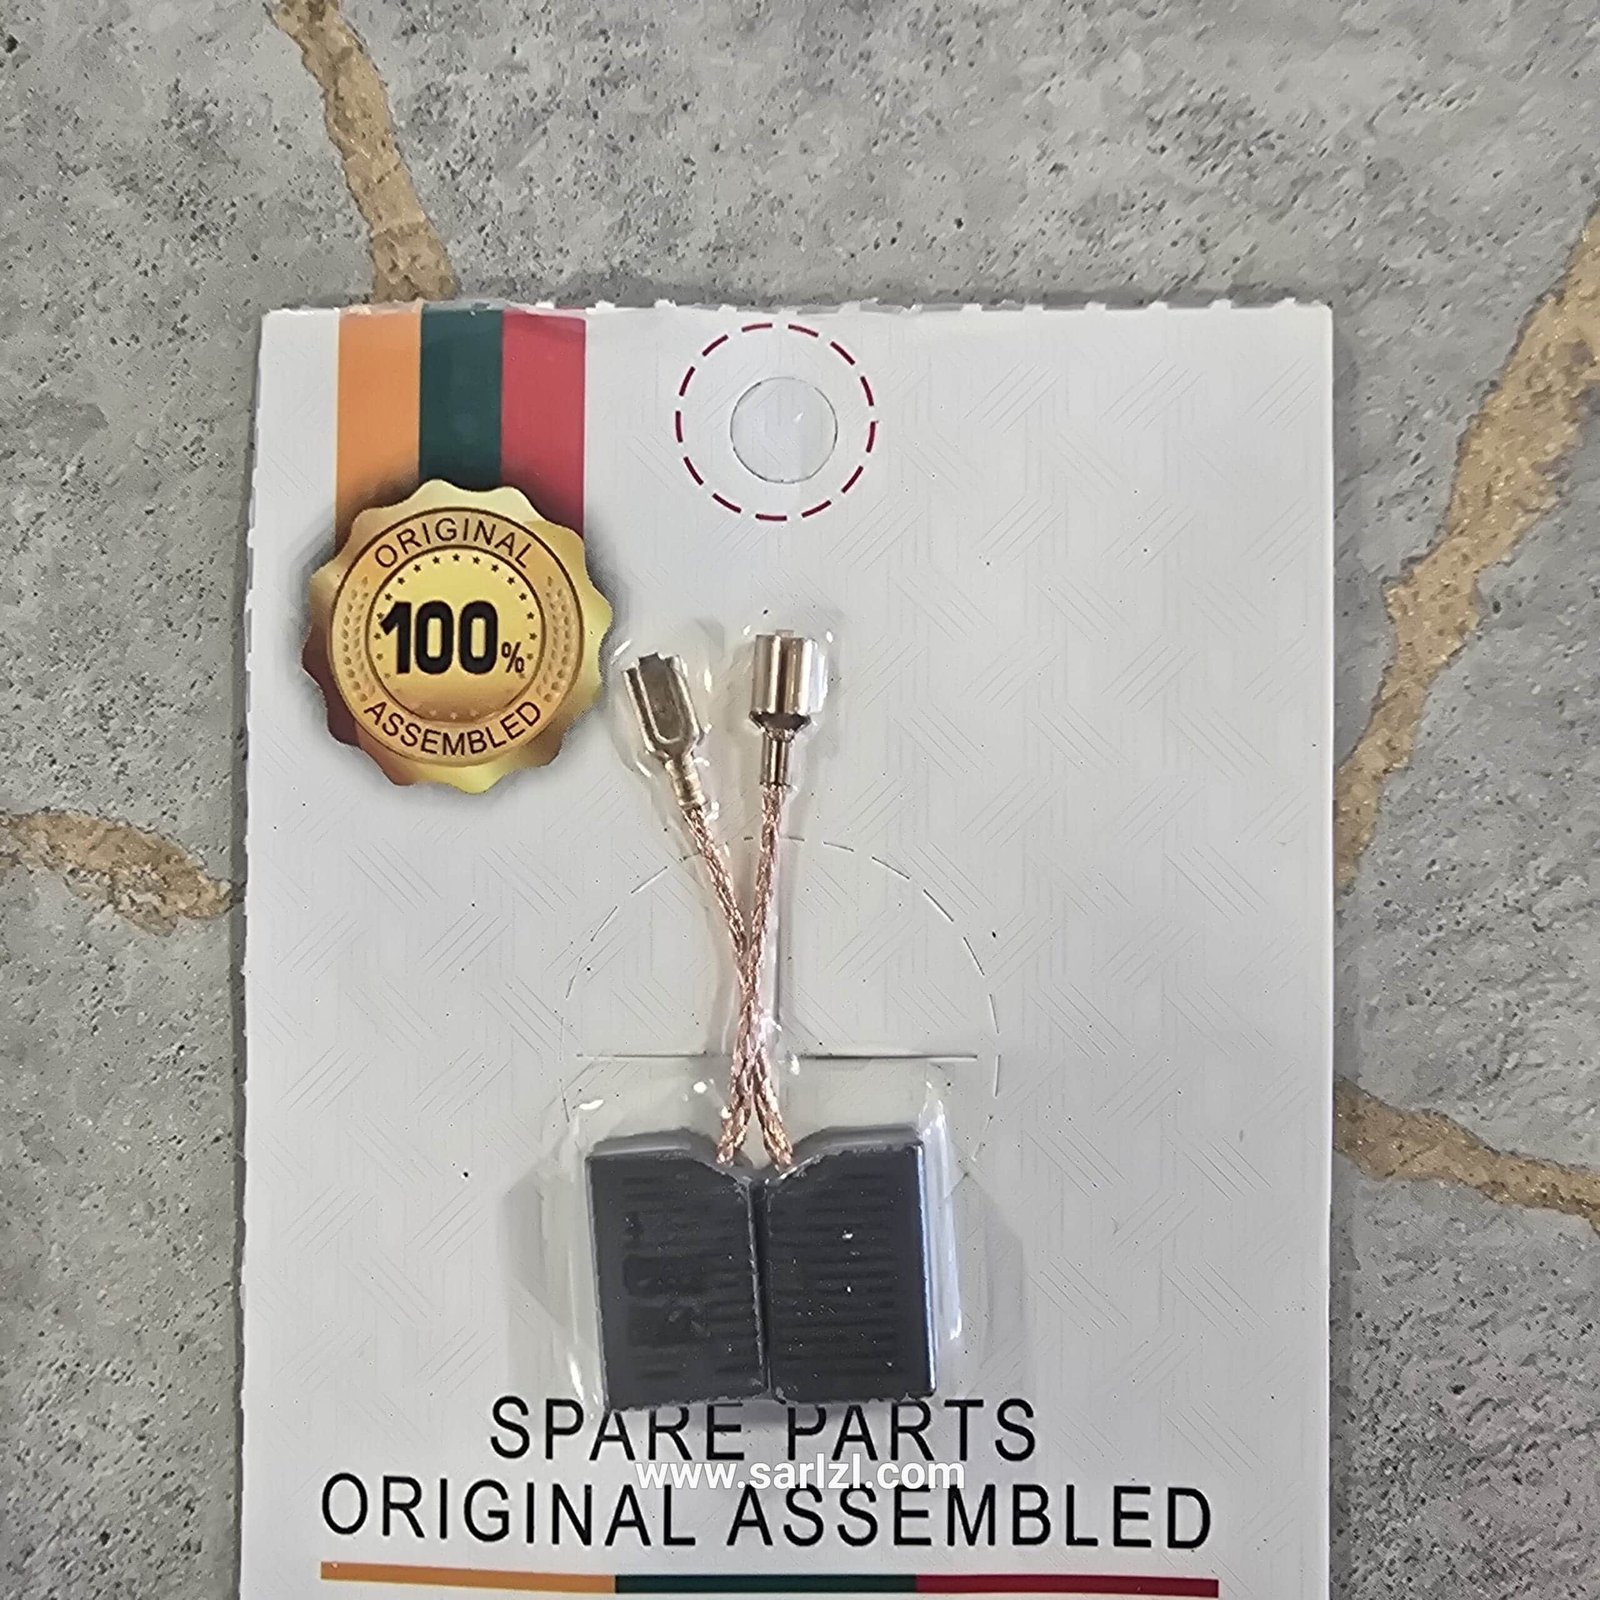 ORIGINAL
100%
ASSEMBLED
SPARE PARTS
www.sarlzl.com
ORIGINAL ASSEMBLED